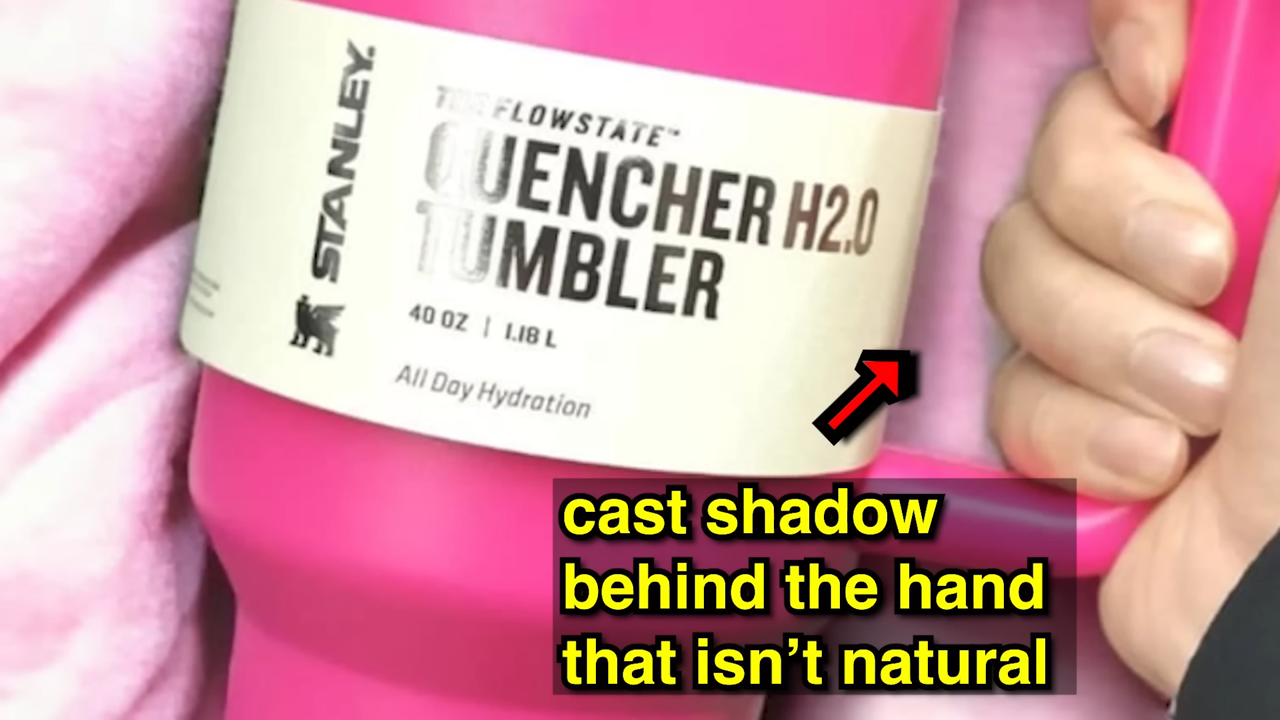 STANLEY.
THE FLOWSTATE™
QUENCHER H2.0
TUMBLER
40 OZ | 1.18 L
All Day Hydration
cast shadow
behind the hand
that isn’t natural